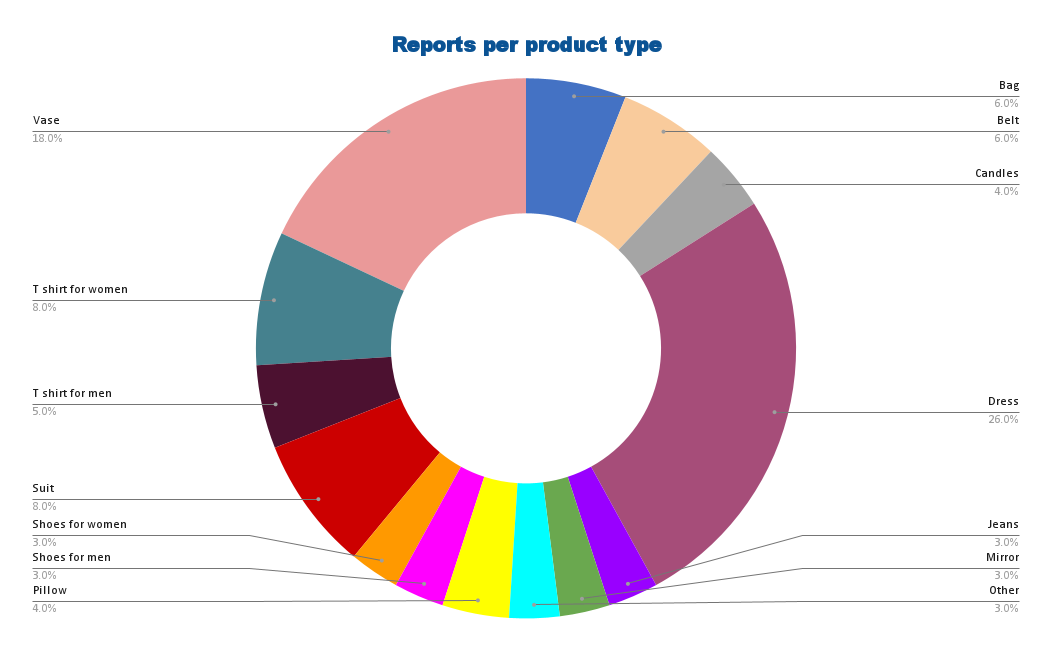 Reports per product type
Bag
6.0%
Belt
6.0%
Candles
4.0%
Dress
26.0%
Jeans
3.0%
Mirror
3.0%
Other
3.0%
Vase
18.0%
T shirt for women
8.0%
T shirt for men
5.0%
Suit
8.0%
Shoes for women
3.0%
Shoes for men
3.0%
Pillow
4.0%